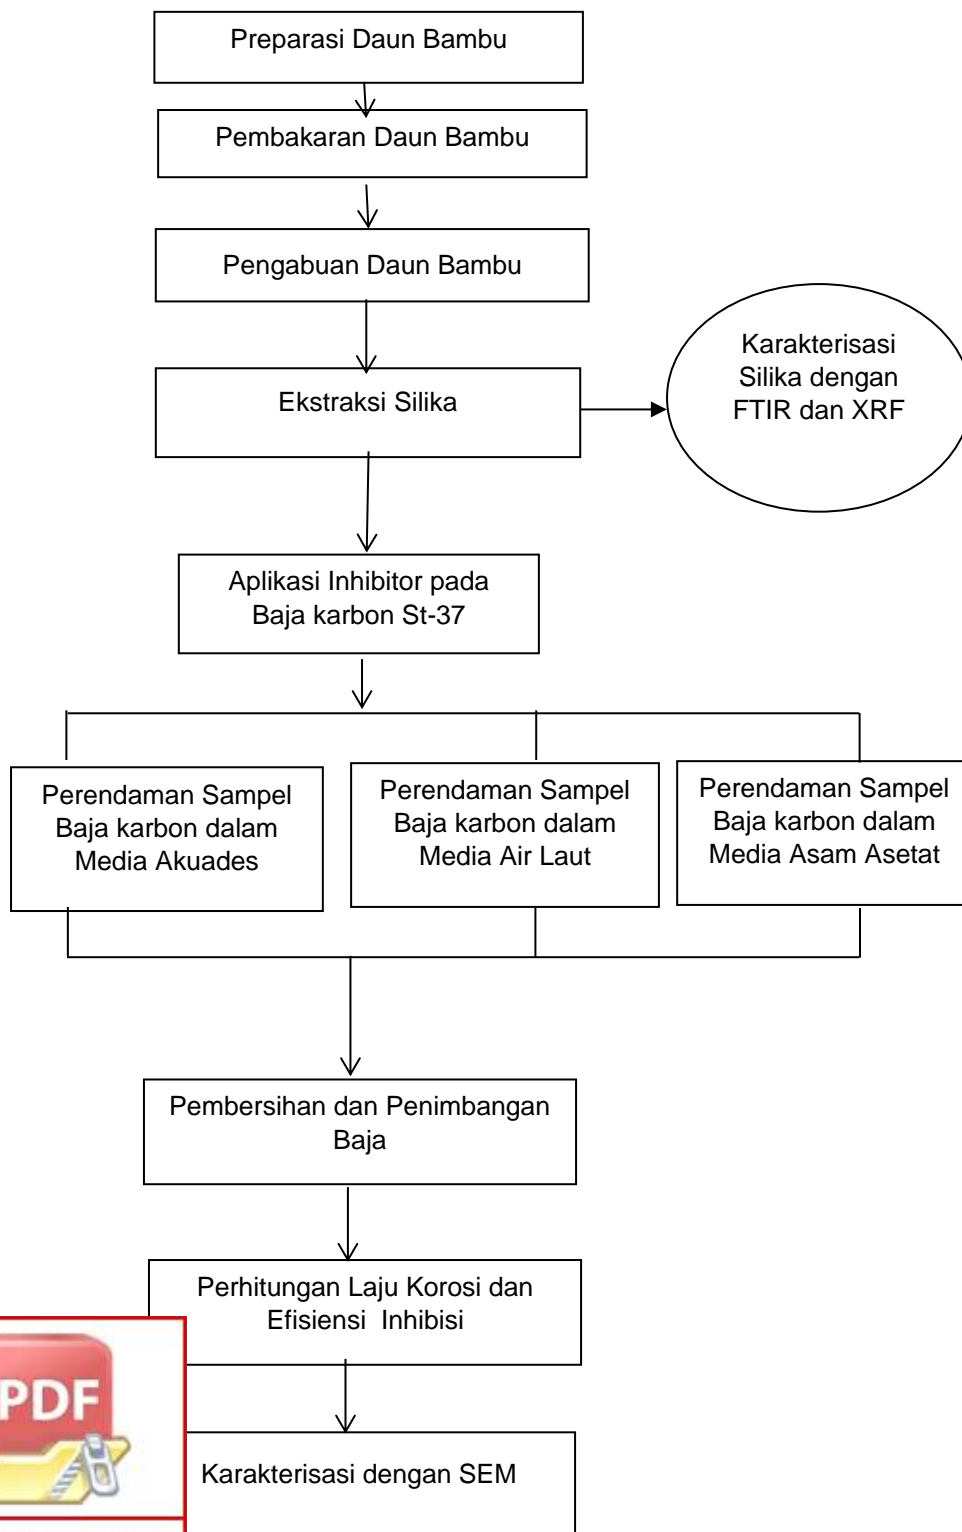 Preparasi Daun Bambu
Pembakaran Daun Bambu
Pengabuan Daun Bambu
Ekstraksi Silika
Karakterisasi
Silika dengan
FTIR dan XRF
Aplikasi Inhibitor pada
Baja karbon St-37
Perendaman Sampel
Baja karbon dalam
Media Akuades
Perendaman Sampel
Baja karbon dalam
Media Air Laut
Perendaman Sampel
Baja karbon dalam
Media Asam Asetat
Pembersihan dan Penimbangan
Baja
Perhitungan Laju Korosi dan
Efisiensi Inhibisi
PDF
Karakterisasi dengan SEM